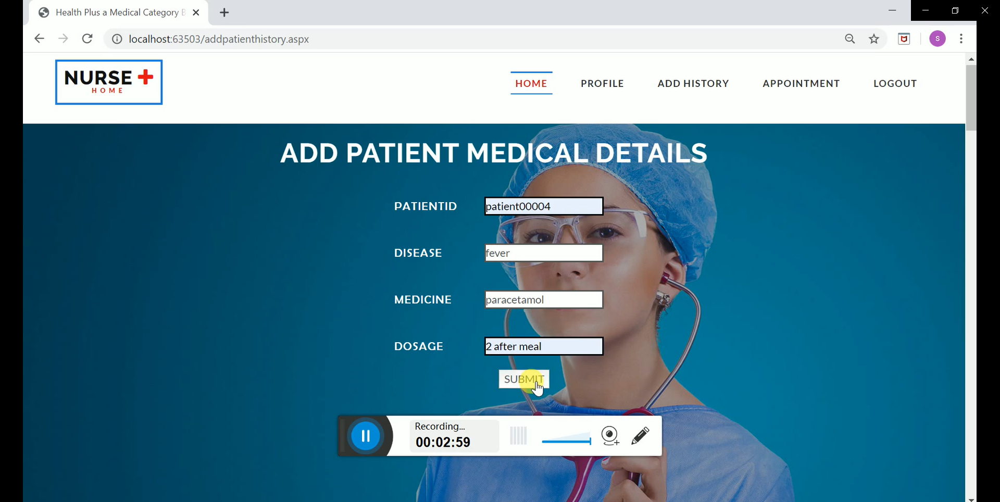 Health Plus a Medical Category B
localhost:63503/addpatienthistory.aspx
S
NURSE
HOME
HOME
PROFILE
ADD HISTORY
APPOINTMENT
LOGOUT
ADD PATIENT MEDICAL DETAILS
PATIENTID
patient00004
DISEASE
fever
MEDICINE
paracetamol
DOSAGE
2 after meal
SUBMIT
Recording...
00:02:59